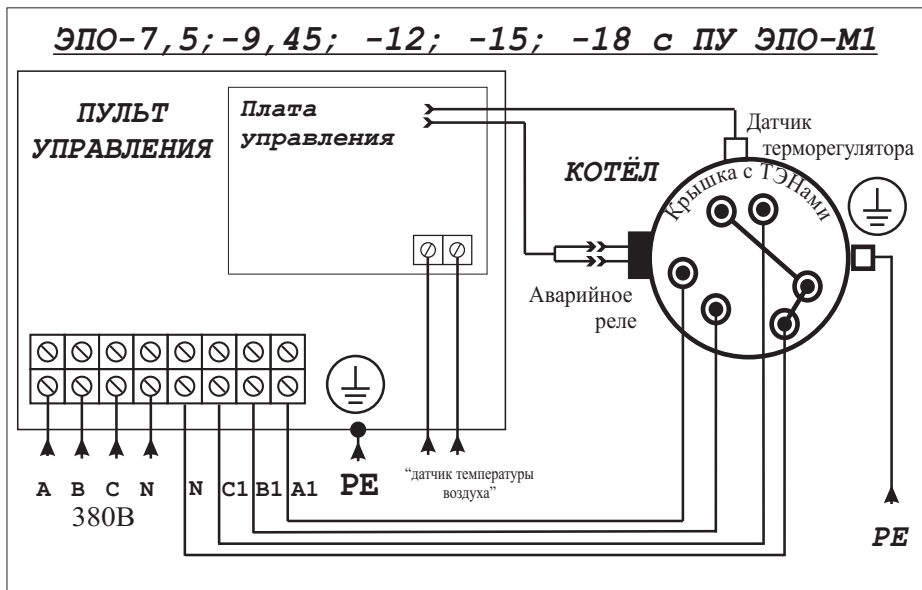 ЭПО-7,5;-9,45; -12; -15; -18 с ПУ ЭПО-М1
ПУЛЬТ
УПРАВЛЕНИЯ
Плата
управления
Датчик
терморегулятора
КОТЁЛ
Крышка с ТЭНами
Аварийное
реле
A B C N N C1 B1 A1 PE
380В
“датчик температуры
воздуха”
PE